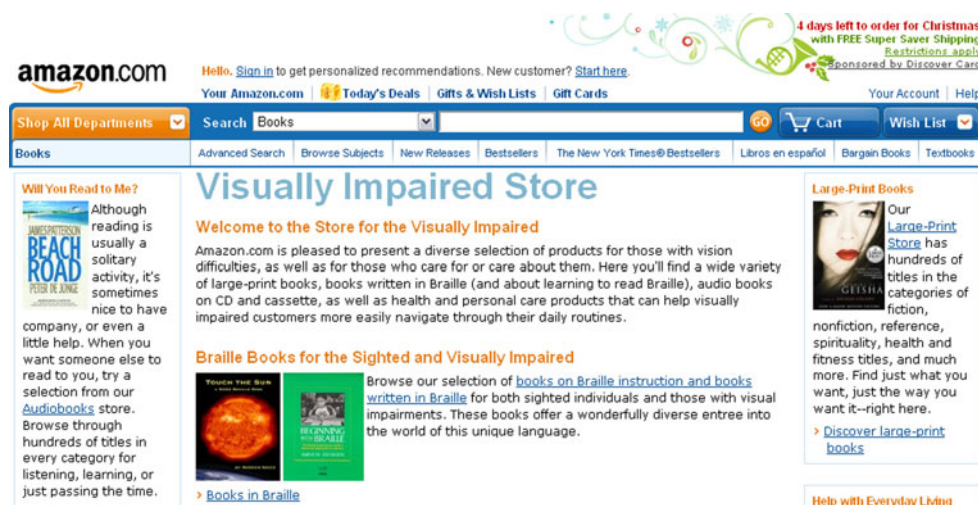 4 days left to order for Christmas
with FREE Super Saver Shipping
Restrictions apply
Sponsored by Discover Card
amazon.com
Hello. Sign in to get personalized recommendations. New customer? Start here.
Your Amazon.com | Today's Deals | Gifts & Wish Lists | Gift Cards
Your Account | Help
Shop All Departments
Search Books
GO
Cart
Wish List
Books
Advanced Search
Browse Subjects
New Releases
Bestsellers
The New York Times® Bestsellers
Libros en español
Bargain Books
Textbooks
Will You Read to Me?
JAMES PATTERSON
BEACH
ROAD
PETER DE JONGE
Although
reading is
usually a
solitary
activity, it's
sometimes
nice to have
company, or even a
little help. When you
want someone else to
read to you, try a
selection from our
Audiobooks store.
Browse through
hundreds of titles in
every category for
listening, learning, or
just passing the time.
Visually Impaired Store
Welcome to the Store for the Visually Impaired
Amazon.com is pleased to present a diverse selection of products for those with vision
difficulties, as well as for those who care for or care about them. Here you'll find a wide variety
of large-print books, books written in Braille (and about learning to read Braille), audio books
on CD and cassette, as well as health and personal care products that can help visually
impaired customers more easily navigate through their daily routines.
Braille Books for the Sighted and Visually Impaired
TOUCH THE SUN
BEGINNING
WITH BRAILLE
Browse our selection of books on Braille instruction and books
written in Braille for both sighted individuals and those with visual
impairments. These books offer a wonderfully diverse entree into
the world of this unique language.
> Books in Braille
Large-Print Books
GEISHA
Our
Large-Print
Store has
hundreds of
titles in the
categories of
fiction,
nonfiction, reference,
spirituality, health and
fitness titles, and much
more. Find just what you
want, just the way you
want it--right here.
> Discover large-print
books
Help with Everyday Living